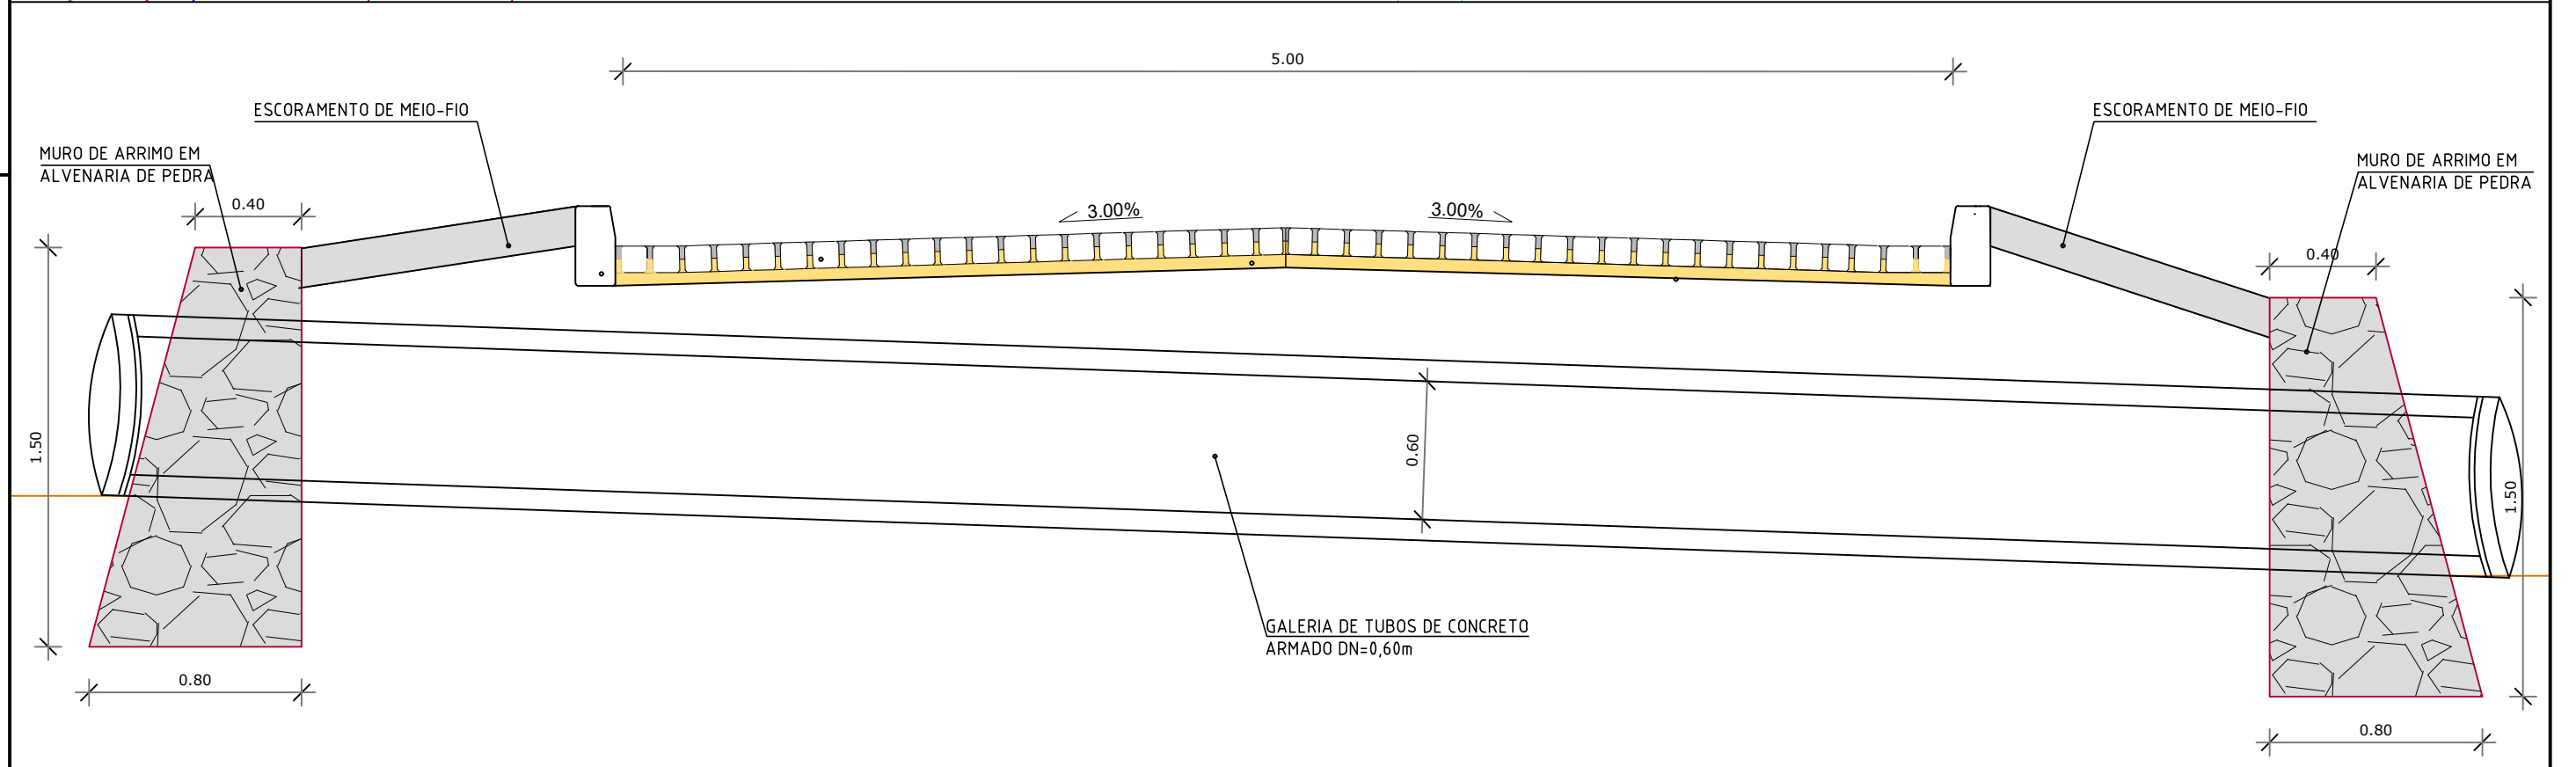 5.00
ESCORAMENTO DE MEIO-FIO
ESCORAMENTO DE MEIO-FIO
MURO DE ARRIMO EM
ALVENARIA DE PEDRA
MURO DE ARRIMO EM
ALVENARIA DE PEDRA
0.40
3.00%
3.00%
0.40
1.50
0.60
1.50
GALERIA DE TUBOS DE CONCRETO
ARMADO DN=0,60m
0.80
0.80